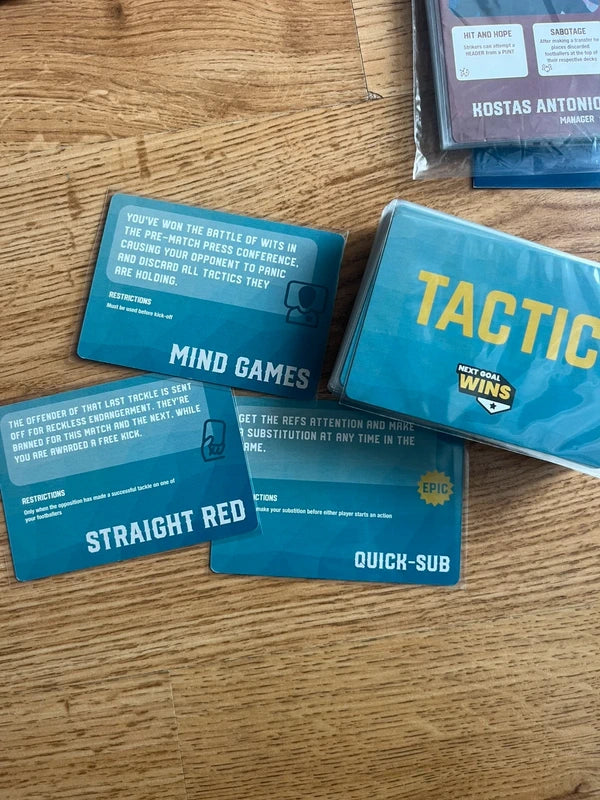 HIT AND HOPE
Strikers can attempt a
HEADER from a PUNT
SABOTAGE
After making a transfer he
places discarded
footballers at the top of
their respective decks
KOSTAS ANTONIO
MANAGER
YOU'VE WON THE BATTLE OF WITS IN
THE PRE-MATCH PRESS CONFERENCE,
CAUSING YOUR OPPONENT TO PANIC
AND DISCARD ALL TACTICS THEY
ARE HOLDING.
RESTRICTIONS
Must be used before kick-off
MIND GAMES
TACTIC
NEXT GOAL
WINS
THE OFFENDER OF THAT LAST TACKLE IS SENT
OFF FOR RECKLESS ENDANGERMENT. THEY'RE
BANNED FOR THIS MATCH AND THE NEXT, WHILE
YOU ARE AWARDED A FREE KICK.
RESTRICTIONS
Only when the opposition has made a successful tackle on one of
your footballers
STRAIGHT RED
GET THE REFS ATTENTION AND MAKE
A SUBSTITUTION AT ANY TIME IN THE
AME.
EPIC
ICTIONS
make your substition before either player starts an action
QUICK-SUB